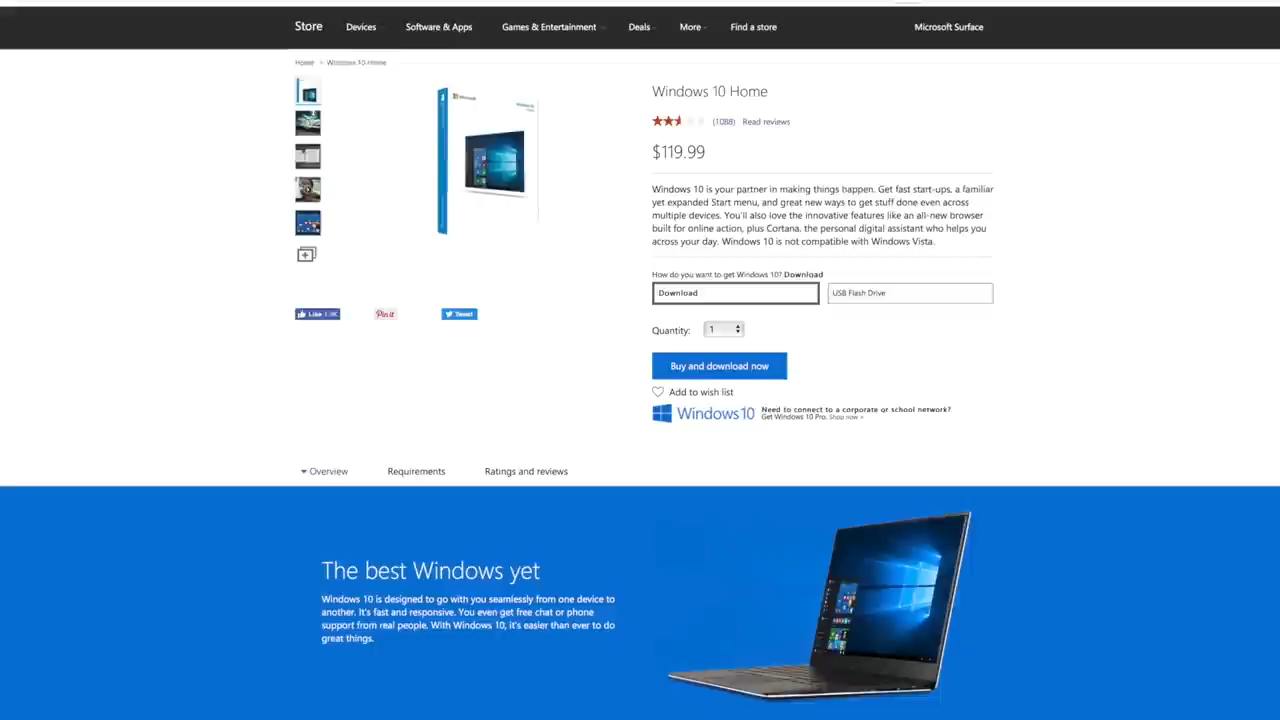 Store
Devices
Software & Apps
Games & Entertainment
Deals
More
Find a store
Microsoft Surface
Home > Windows 10 Home
Microsoft
Windows 10 Home
(1088) Read reviews
$119.99
Windows 10 is your partner in making things happen. Get fast start-ups, a familiar
yet expanded Start menu, and great new ways to get stuff done even across
multiple devices. You'll also love the innovative features like an all-new browser
built for online action, plus Cortana, the personal digital assistant who helps you
across your day. Windows 10 is not compatible with Windows Vista.
How do you want to get Windows 10? Download
Download
USB Flash Drive
Like
Pin it
Tweet
Quantity: 1
Buy and download now
Add to wish list
Windows 10
Need to connect to a corporate or school network?
Get Windows 10 Pro. Shop now >
Overview
Requirements
Ratings and reviews
The best Windows yet
Windows 10 is designed to go with you seamlessly from one device to
another. It's fast and responsive. You even get free chat or phone
support from real people. With Windows 10, it's easier than ever to do
great things.